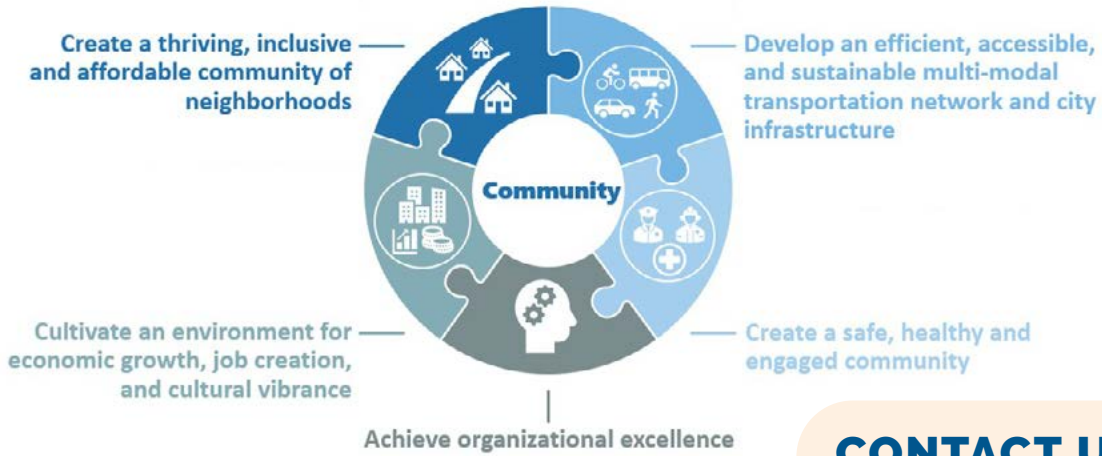 Create a thriving, inclusive
and affordable community of
neighborhoods
Develop an efficient, accessible,
and sustainable multi-modal
transportation network and city
infrastructure
Community
Cultivate an environment for
economic growth, job creation,
and cultural vibrance
Create a safe, healthy and
engaged community
Achieve organizational excellence
CONTACT U